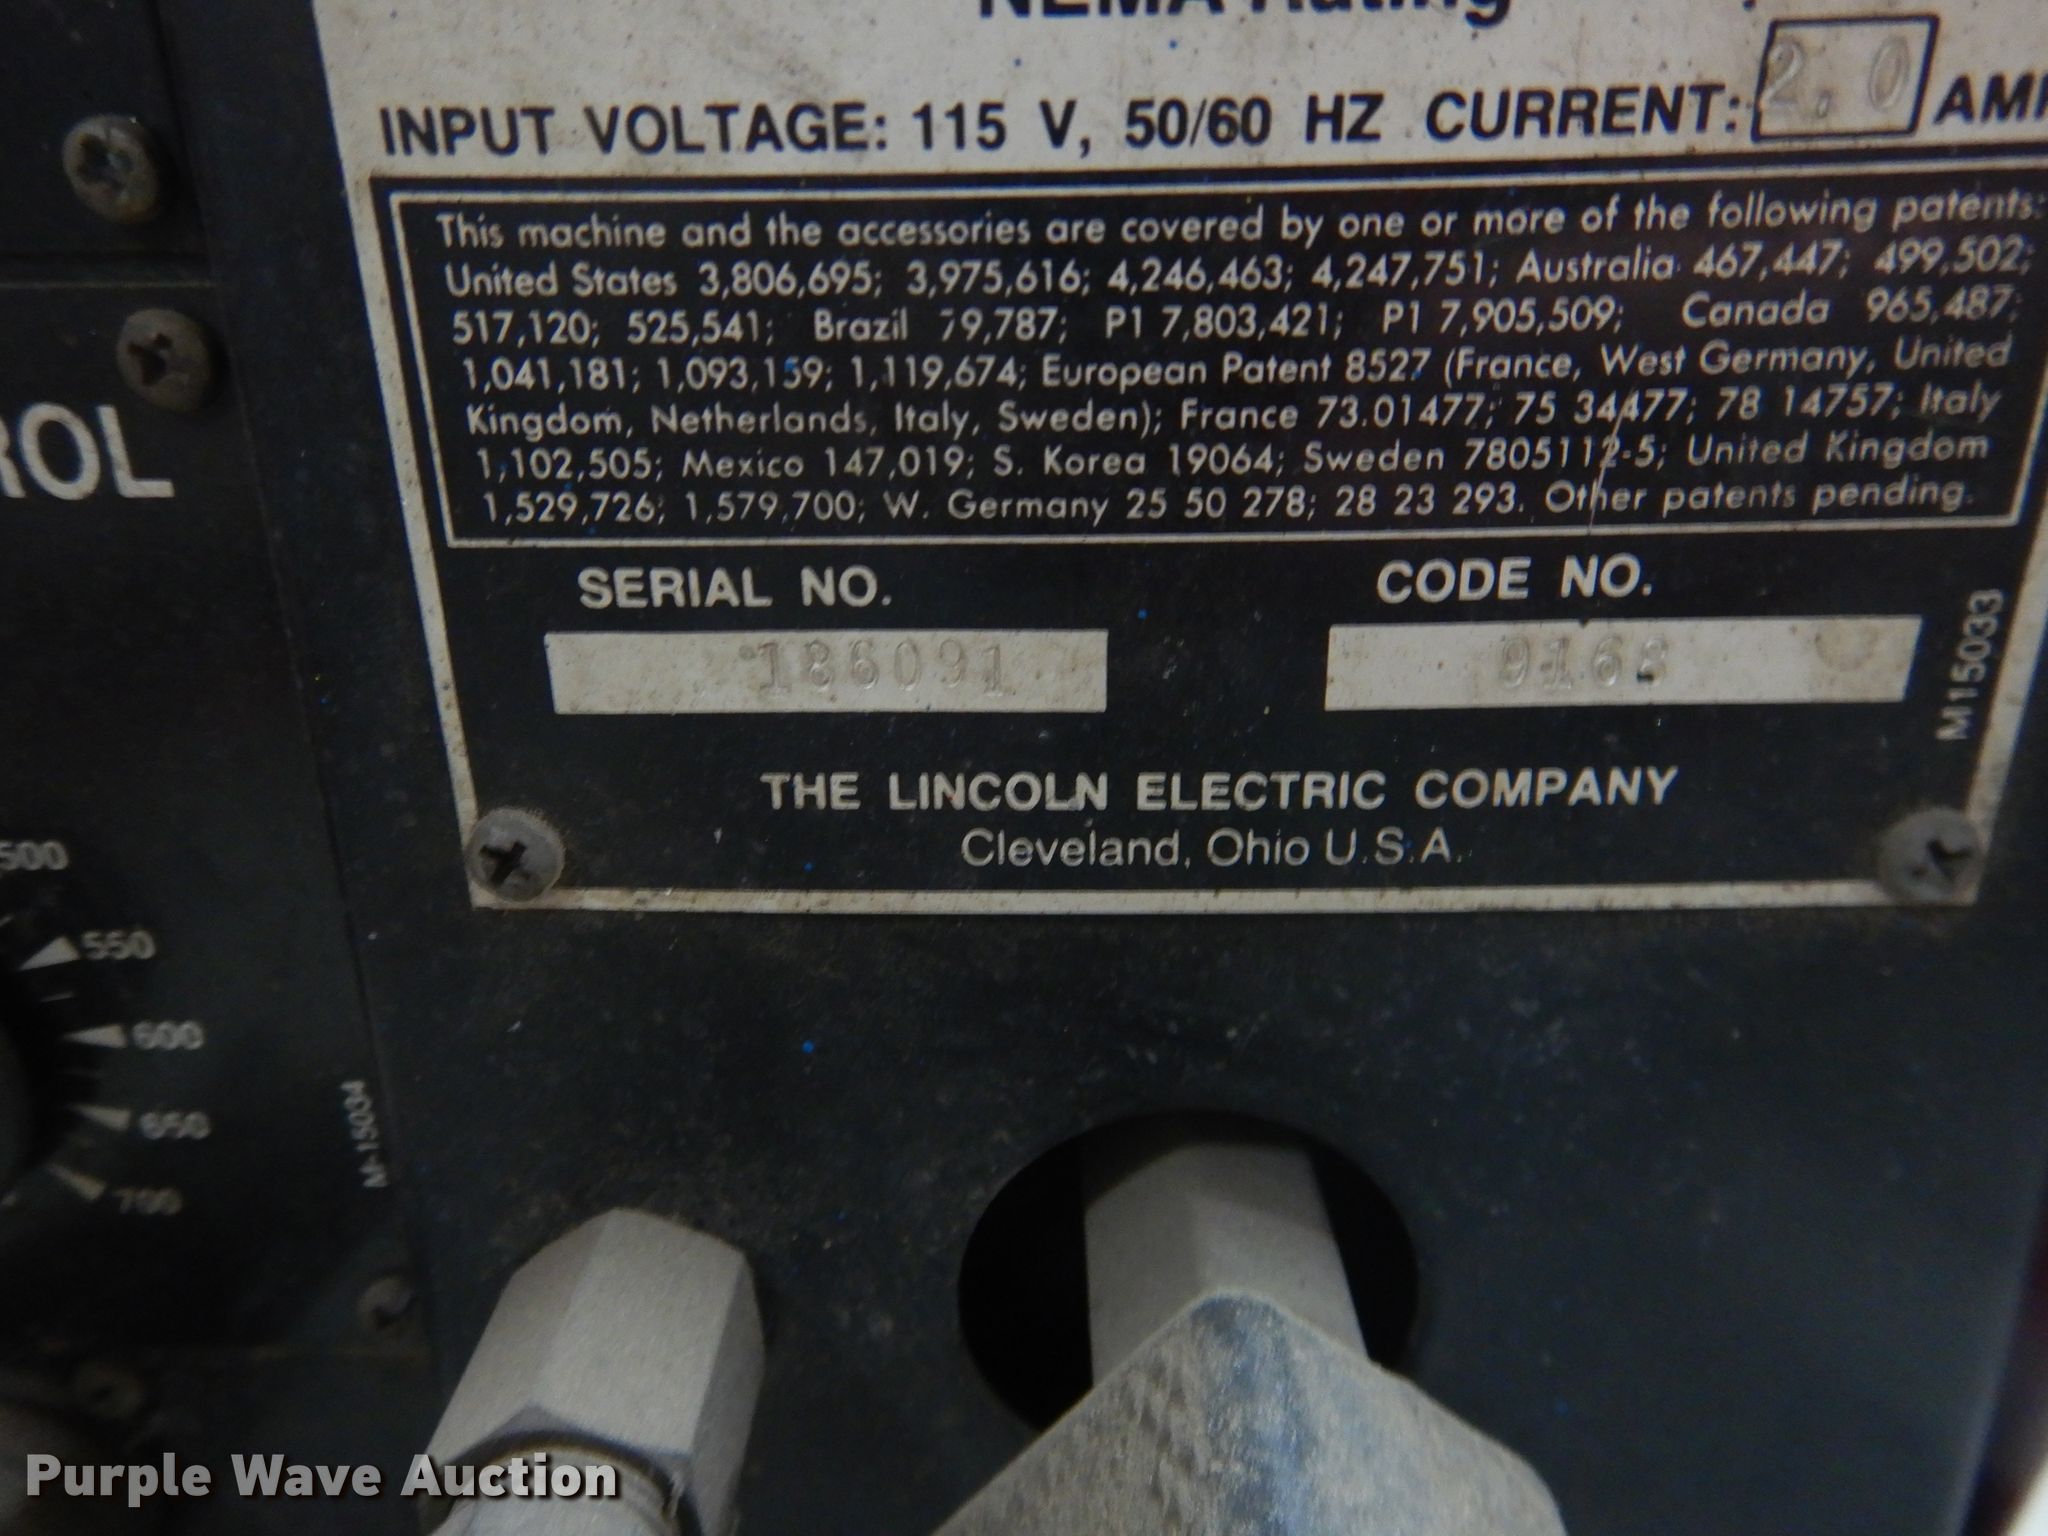 NEMA Rating
INPUT VOLTAGE: 115 V, 50/60 HZ CURRENT: 2.0 AMP
This machine and the accessories are covered by one or more of the following patents:
United States 3,806,695; 3,975,616; 4,246,463; 4,247,751; Australia 467,447; 499,502;
517,120; 525,541; Brazil 79,787; P1 7,803,421; P1 7,905,509; Canada 965,487;
1,041,181; 1,093,159; 1,119,674; European Patent 8527 (France, West Germany, United
Kingdom, Netherlands, Italy, Sweden); France 73.01477; 75 34477; 78 14757; Italy
1,102,505; Mexico 147,019; S. Korea 19064; Sweden 7805112-5; United Kingdom
1,529,726; 1,579,700; W. Germany 25 50 278; 28 23 293. Other patents pending.
SERIAL NO. CODE NO.
186091 9168
M15033
THE LINCOLN ELECTRIC COMPANY
Cleveland, Ohio U.S.A.
ROL
500
550
600
650
700
M-15034
Purple Wave Auction